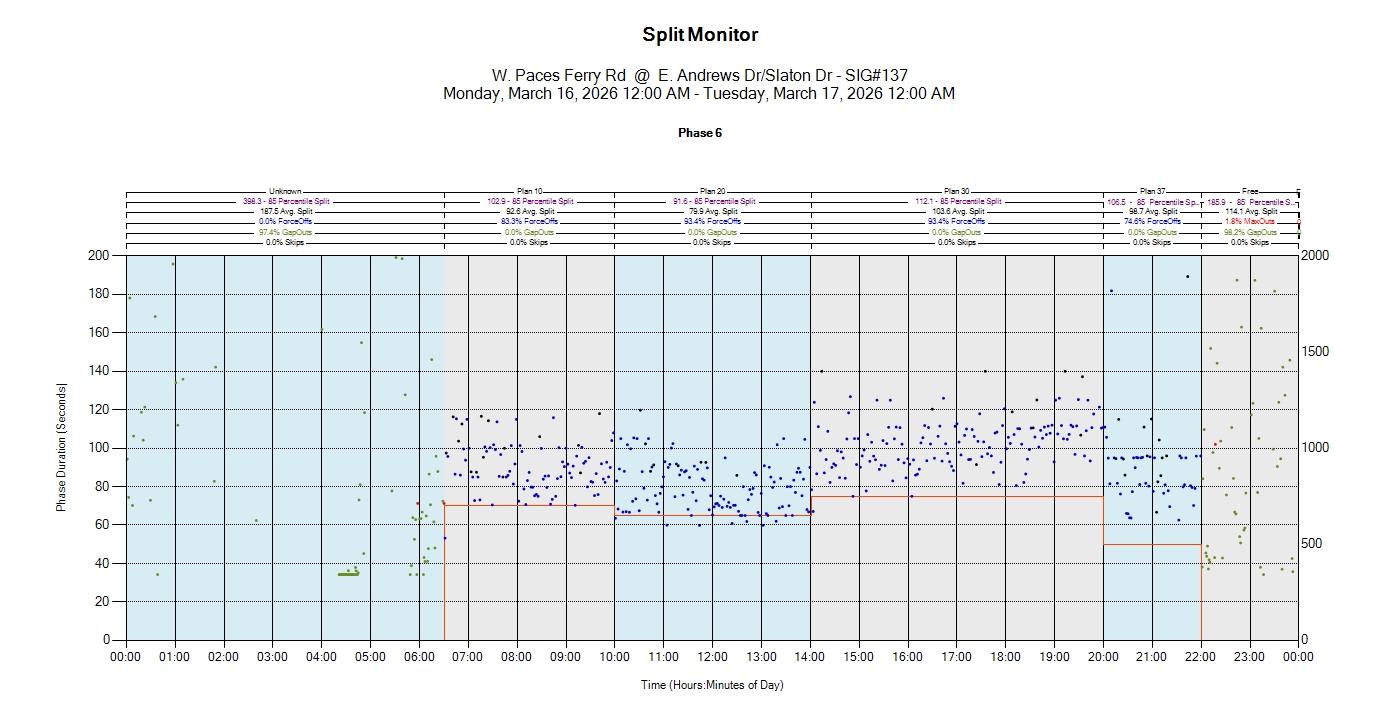 Split Monitor
W. Paces Ferry Rd @ E. Andrews Dr/Slaton Dr - SIG#137
Monday, March 16, 2026 12:00 AM - Tuesday, March 17, 2026 12:00 AM
Phase 6
Unknown Plan 10 Plan 20 Plan 30 Plan 37 Free F
398.3 - 85 Percentile Split 102.9 - 85 Percentile Split 91.6 - 85 Percentile Split 112.1 - 85 Percentile Split 106.5 - 85 Percentile Sp... 185.9 - 85 Percentile S...
187.5 Avg. Split 92.6 Avg. Split 79.9 Avg. Split 103.6 Avg. Split 98.7 Avg. Split 114.1 Avg. Split
0.0% ForceOffs 83.3% ForceOffs 93.4% ForceOffs 93.4% ForceOffs 74.6% ForceOffs 1.8% MaxOuts
97.4% GapOuts 0.0% GapOuts 0.0% GapOuts 0.0% GapOuts 0.0% GapOuts 98.2% GapOuts
0.0% Skips 0.0% Skips 0.0% Skips 0.0% Skips 0.0% Skips 0.0% Skips
200 2000
180
160
1500
140
120
100 1000
80
60
500
40
20
0 0
Phase Duration (Seconds)
00:00 01:00 02:00 03:00 04:00 05:00 06:00 07:00 08:00 09:00 10:00 11:00 12:00 13:00 14:00 15:00 16:00 17:00 18:00 19:00 20:00 21:00 22:00 23:00 00:00
Time (Hours:Minutes of Day)